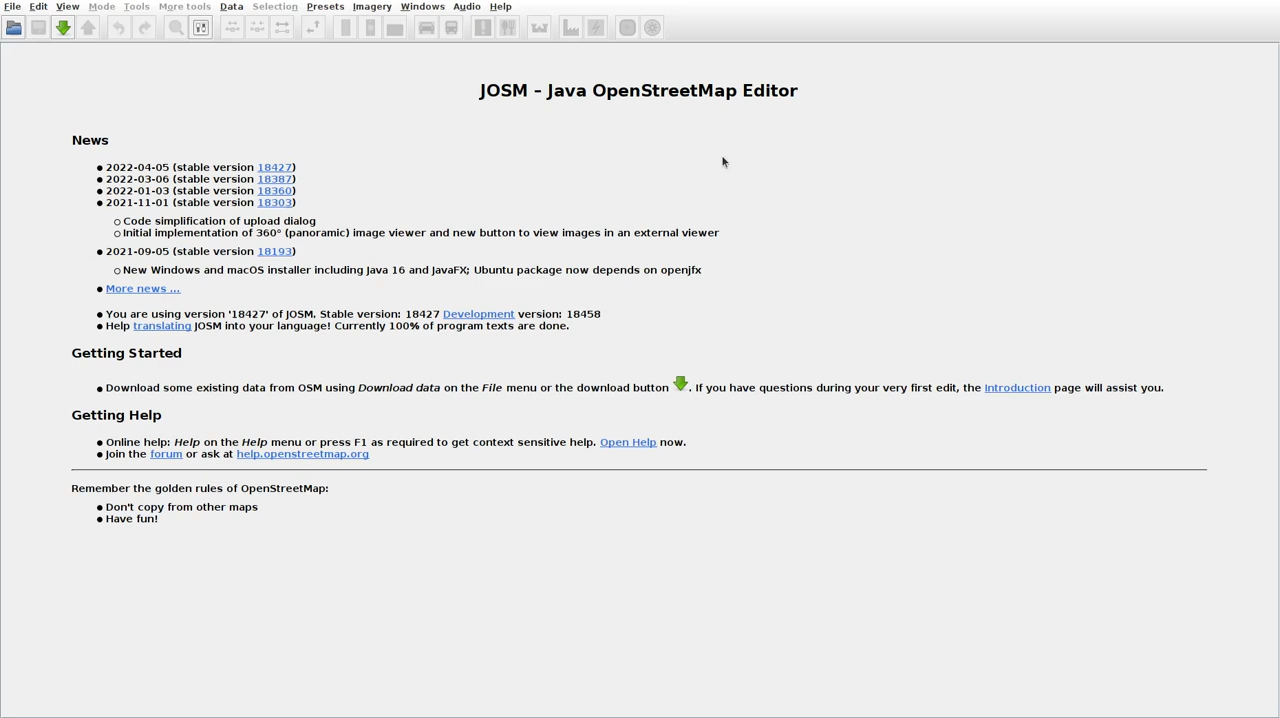 File Edit View Mode Tools More tools Data Selection Presets Imagery Windows Audio Help
JOSM – Java OpenStreetMap Editor
News
2022-04-05 (stable version 18427)
2022-03-06 (stable version 18387)
2022-01-03 (stable version 18360)
2021-11-01 (stable version 18303)
Code simplification of upload dialog
Initial implementation of 360° (panoramic) image viewer and new button to view images in an external viewer
2021-09-05 (stable version 18193)
New Windows and macOS installer including Java 16 and JavaFX; Ubuntu package now depends on openjfx
More news ...
You are using version '18427' of JOSM. Stable version: 18427 Development version: 18458
Help translating JOSM into your language! Currently 100% of program texts are done.
Getting Started
Download some existing data from OSM using Download data on the File menu or the download button . If you have questions during your very first edit, the Introduction page will assist you.
Getting Help
Online help: Help on the Help menu or press F1 as required to get context sensitive help. Open Help now.
Join the forum or ask at help.openstreetmap.org
Remember the golden rules of OpenStreetMap:
Don't copy from other maps
Have fun!